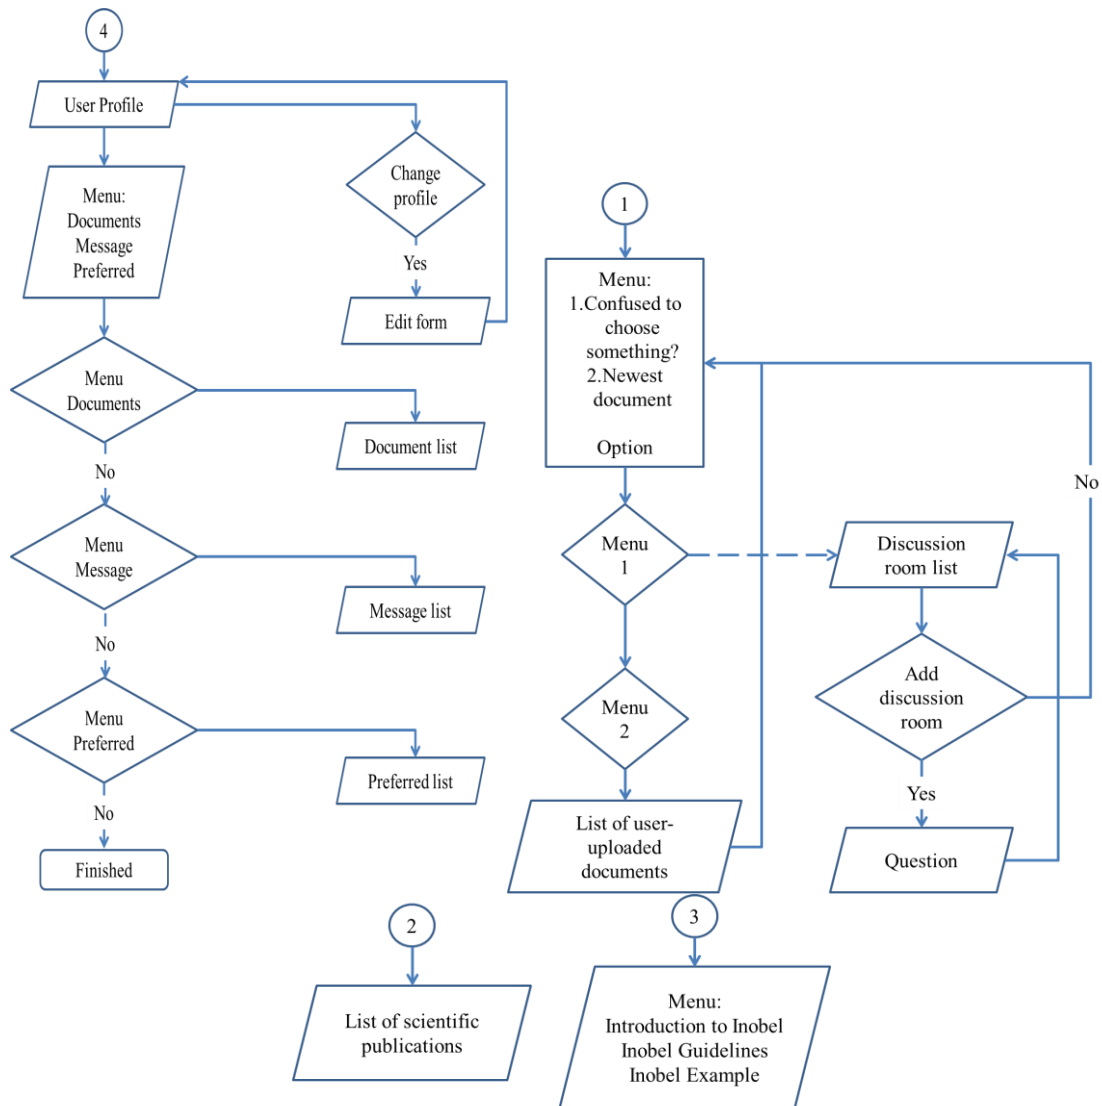 4
User Profile
Menu:
Documents
Message
Preferred
Change
profile
Yes
Edit form
Menu
Documents
Document list
No
Menu
Message
Message list
No
Menu
Preferred
Preferred list
No
Finished
1
Menu:
1.Confused to
choose
something?
2.Newest
document
Option
Menu
1
Menu
2
List of user-
uploaded
documents
Discussion
room list
Add
discussion
room
No
Yes
Question
2
List of scientific
publications
3
Menu:
Introduction to Inobel
Inobel Guidelines
Inobel Example